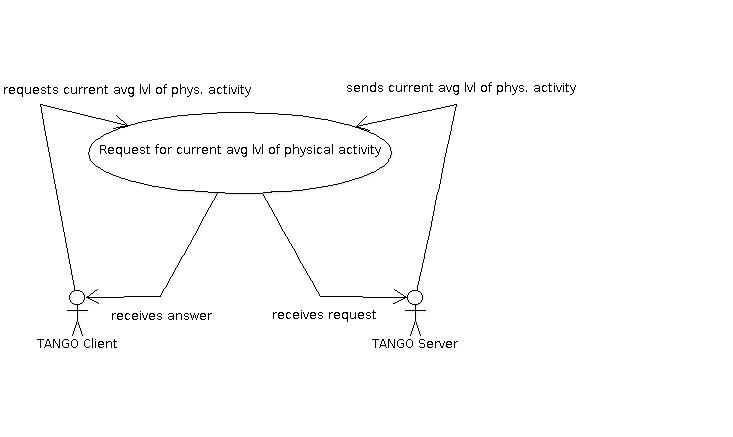 requests current avg lvl of phys. activity
sends current avg lvl of phys. activity
Request for current avg lvl of physical activity
receives answer
receives request
TANGO Client
TANGO Server